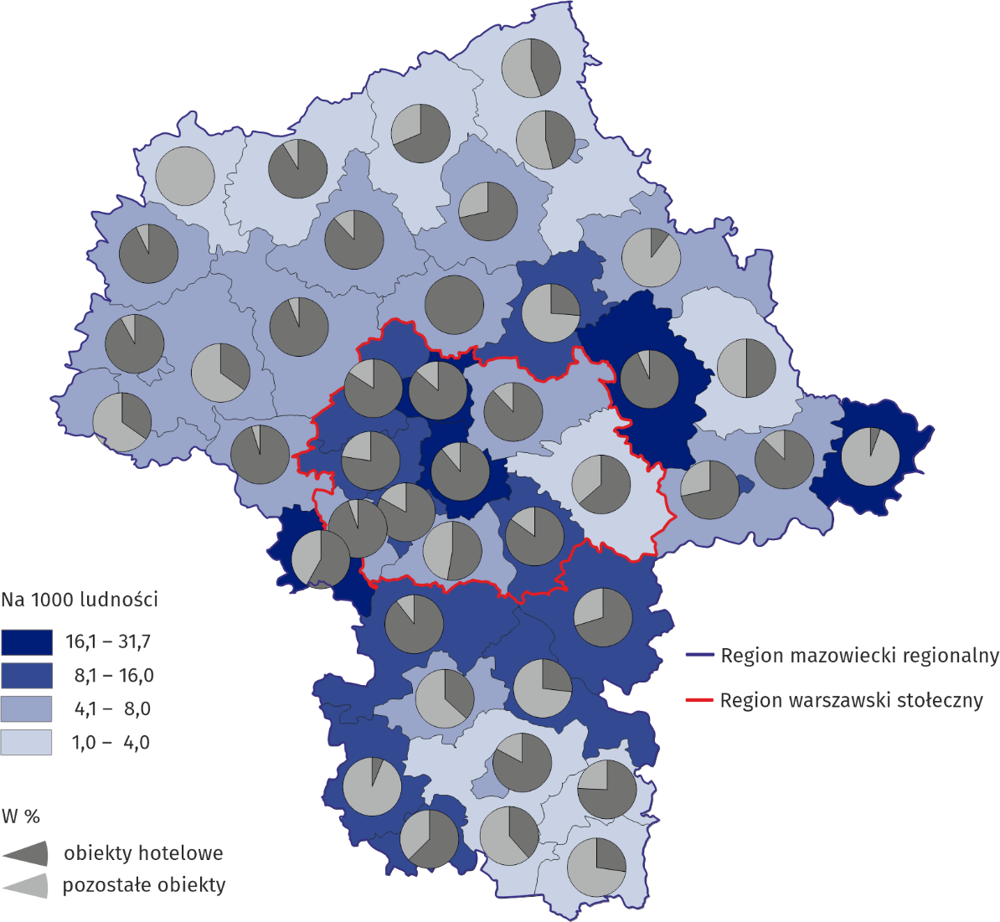 Na 1000 ludności
16,1 – 31,7
8,1 – 16,0
4,1 – 8,0
1,0 – 4,0
W %
obiekty hotelowe
pozostałe obiekty
Region mazowiecki regionalny
Region warszawski stołeczny